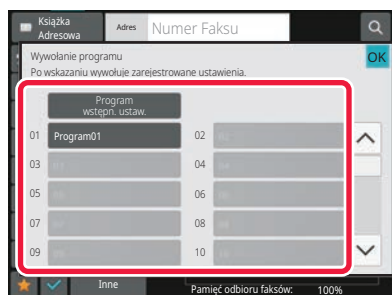 Książka
Adresowa
Adres
Numer Faksu
Wywołanie programu
OK
Po wskazaniu wywołuje zarejestrowane ustawienia.
Program
wstępn. ustaw.
01 Program01 02
03 04
05 06
07 08
09 10
Inne
Pamięć odbioru faksów: 100%